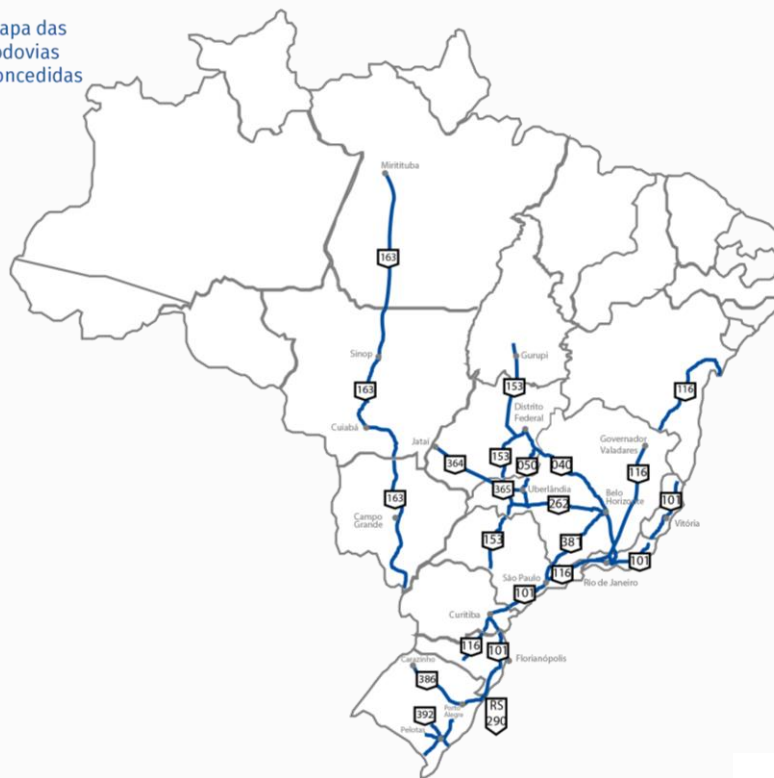 apa das
odovias
oncedidas
Miritituba
163
Sinop
Gurupi
163
153
116
Distrito
Federal
Cuiabá
Jataí
Governador
Valadares
364
153
050
040
116
163
365
Uberlândia
262
Belo
Horizonte
101
Campo
Grande
Vitória
153
381
101
São Paulo
116
Rio de Janeiro
101
Curitiba
116
101
Florianópolis
Carazinho
386
392
Porto
Alegre
RS
290
Pelotas